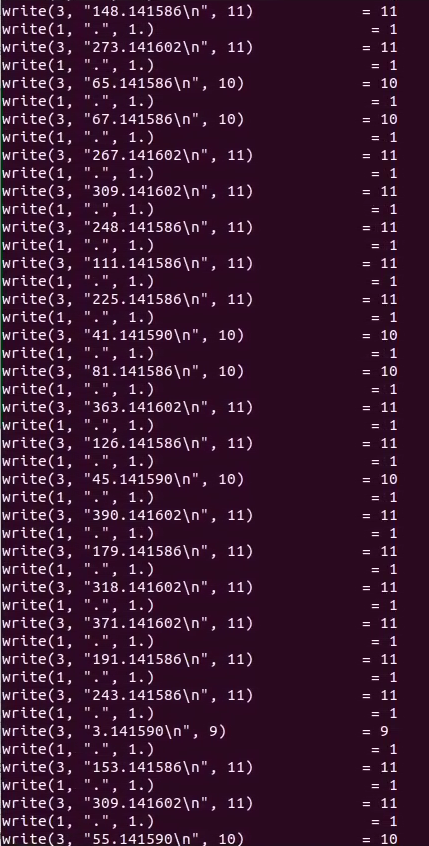 write(3, "148.141586\n", 11) = 11
write(1, ".", 1.) = 1
write(3, "273.141602\n", 11) = 11
write(1, ".", 1.) = 1
write(3, "65.141586\n", 10) = 10
write(1, ".", 1.) = 1
write(3, "67.141586\n", 10) = 10
write(1, ".", 1.) = 1
write(3, "267.141602\n", 11) = 11
write(1, ".", 1.) = 1
write(3, "309.141602\n", 11) = 11
write(1, ".", 1.) = 1
write(3, "248.141586\n", 11) = 11
write(1, ".", 1.) = 1
write(3, "111.141586\n", 11) = 11
write(1, ".", 1.) = 1
write(3, "225.141586\n", 11) = 11
write(1, ".", 1.) = 1
write(3, "41.141590\n", 10) = 10
write(1, ".", 1.) = 1
write(3, "81.141586\n", 10) = 10
write(1, ".", 1.) = 1
write(3, "363.141602\n", 11) = 11
write(1, ".", 1.) = 1
write(3, "126.141586\n", 11) = 11
write(1, ".", 1.) = 1
write(3, "45.141590\n", 10) = 10
write(1, ".", 1.) = 1
write(3, "390.141602\n", 11) = 11
write(1, ".", 1.) = 1
write(3, "179.141586\n", 11) = 11
write(1, ".", 1.) = 1
write(3, "318.141602\n", 11) = 11
write(1, ".", 1.) = 1
write(3, "371.141602\n", 11) = 11
write(1, ".", 1.) = 1
write(3, "191.141586\n", 11) = 11
write(1, ".", 1.) = 1
write(3, "243.141586\n", 11) = 11
write(1, ".", 1.) = 1
write(3, "3.141590\n", 9) = 9
write(1, ".", 1.) = 1
write(3, "153.141586\n", 11) = 11
write(1, ".", 1.) = 1
write(3, "309.141602\n", 11) = 11
write(1, ".", 1.) = 1
write(3, "55.141590\n", 10) = 10